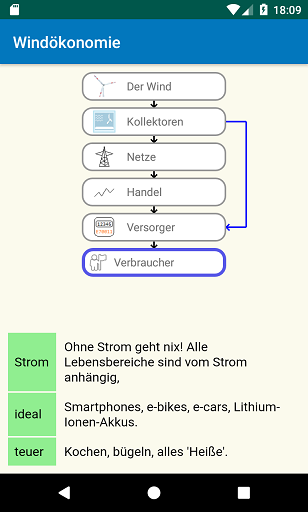 18:09
Windökonomie
Der Wind
Kollektoren
Netze
Handel
Versorger
Verbraucher
Strom
Ohne Strom geht nix! Alle
Lebensbereiche sind vom Strom
anhängig,
ideal
Smartphones, e-bikes, e-cars, Lithium-
Ionen-Akkus.
teuer
Kochen, bügeln, alles 'Heiße'.